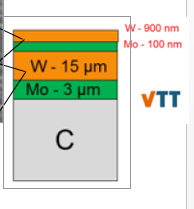 W - 900 nm
Mo - 100 nm
W - 15 µm
Mo - 3 µm
C
VTT